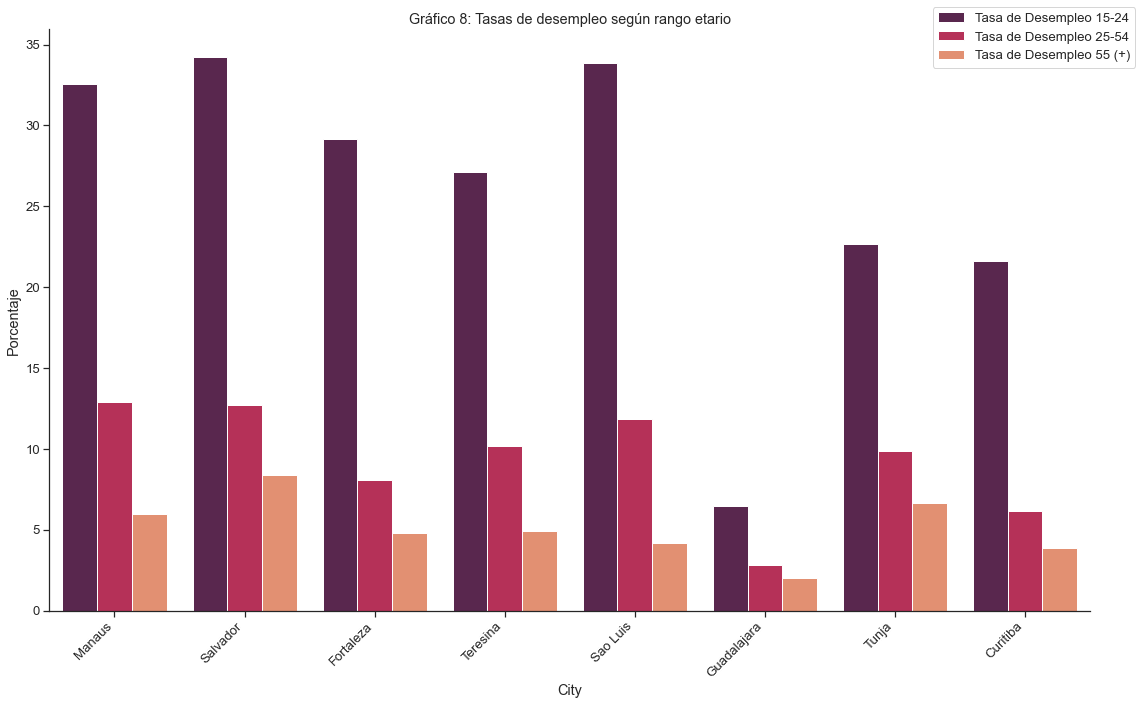 Gráfico 8: Tasas de desempleo según rango etario
Tasa de Desempleo 15-24
Tasa de Desempleo 25-54
Tasa de Desempleo 55 (+)
Porcentaje
35
30
25
20
15
10
5
0
Manaus
Salvador
Fortaleza
Teresina
Sao Luis
Guadalajara
Tunja
Curitiba
City